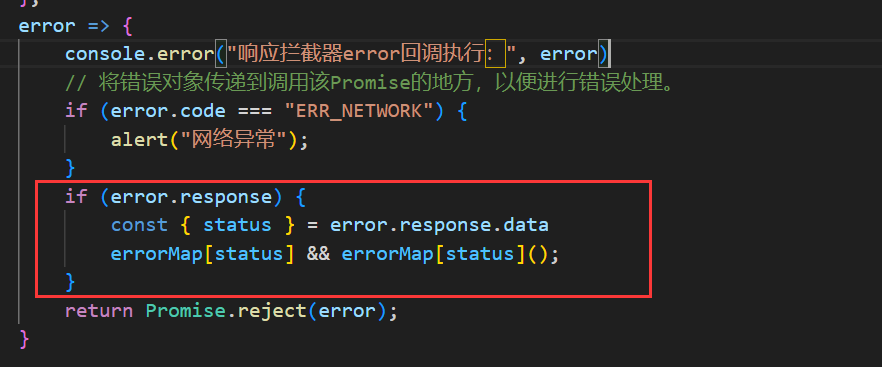 };
error => {
console.error("响应拦截器error回调执行：", error)
// 将错误对象传递到调用该Promise的地方，以便进行错误处理。
if (error.code === "ERR_NETWORK") {
alert("网络异常");
}
if (error.response) {
const { status } = error.response.data
errorMap[status] && errorMap[status]();
}
return Promise.reject(error);
}